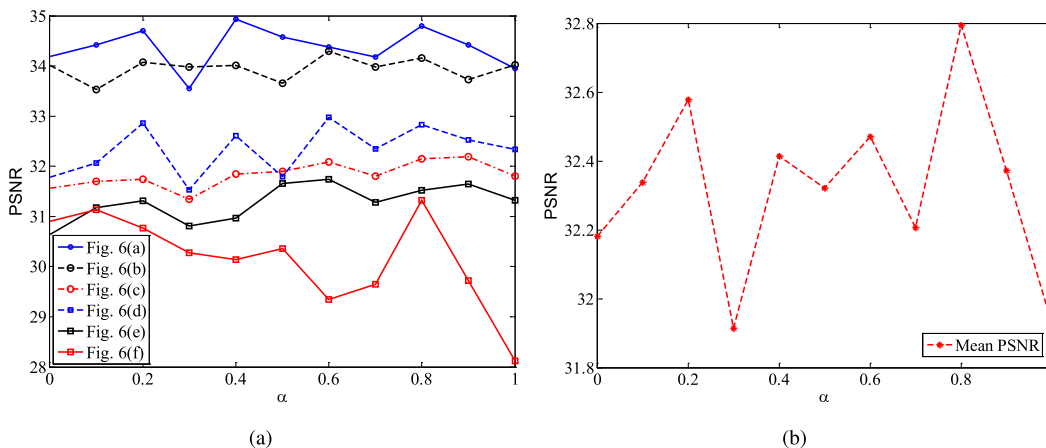 35
34
33
32
31
30
29
28
PSNR
Fig. 6(a)
Fig. 6(b)
Fig. 6(c)
Fig. 6(d)
Fig. 6(e)
Fig. 6(f)
0 0.2 0.4 0.6 0.8 1
α
(a)
32.8
32.6
32.4
32.2
32
31.8
PSNR
Mean PSNR
0 0.2 0.4 0.6 0.8
α
(b)